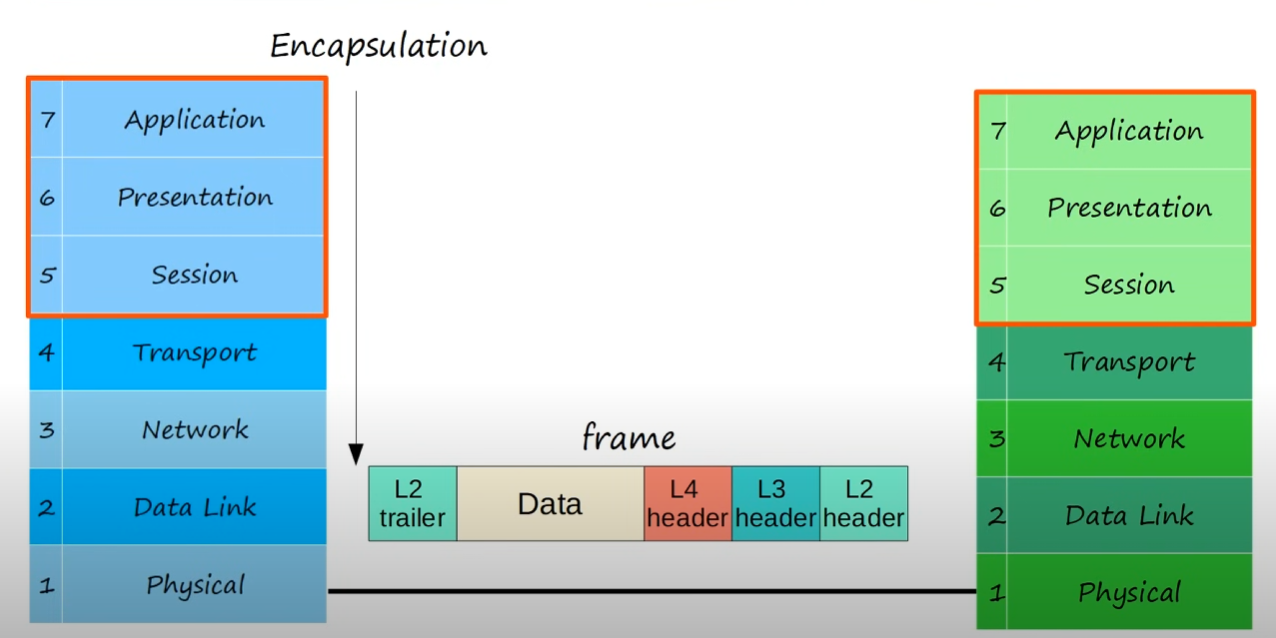 Encapsulation
7 Application
6 Presentation
5 Session
4 Transport
3 Network
2 Data Link
1 Physical
frame
L2
trailer
Data
L4
header
L3
header
L2
header
7 Application
6 Presentation
5 Session
4 Transport
3 Network
2 Data Link
1 Physical